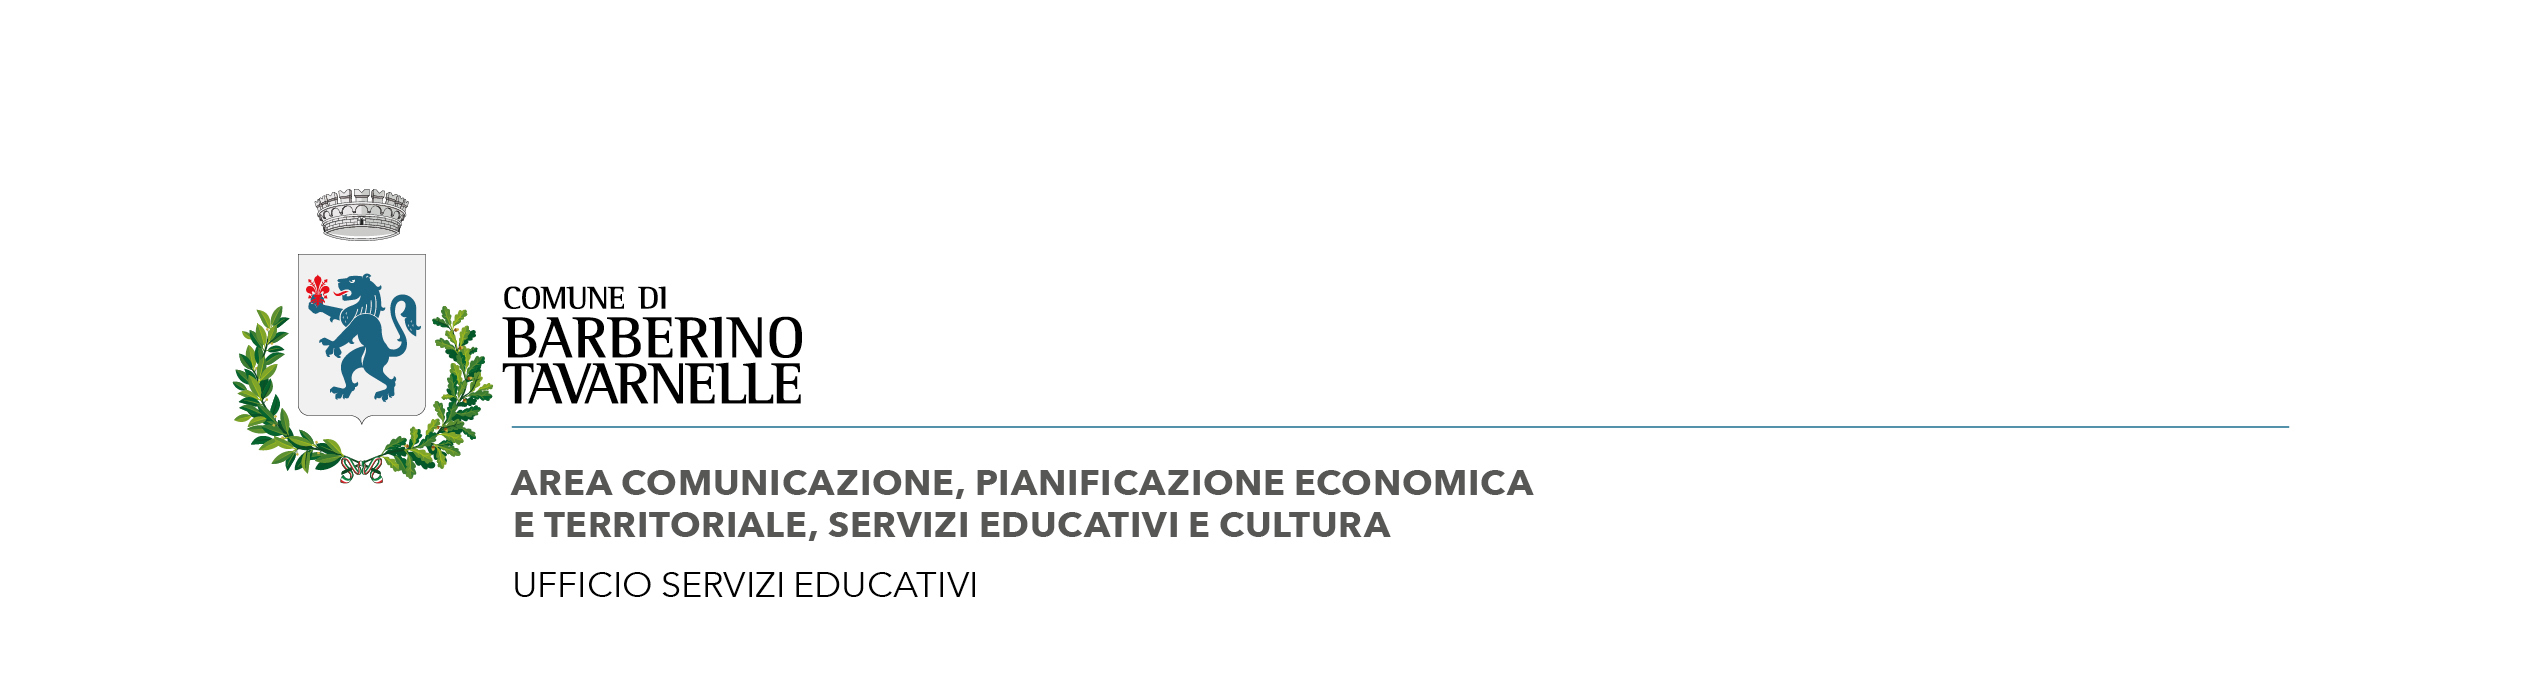 COMUNE DI
BARBERINO
TAVARNELLE
AREA COMUNICAZIONE, PIANIFICAZIONE ECONOMICA
E TERRITORIALE, SERVIZI EDUCATIVI E CULTURA
UFFICIO SERVIZI EDUCATIVI